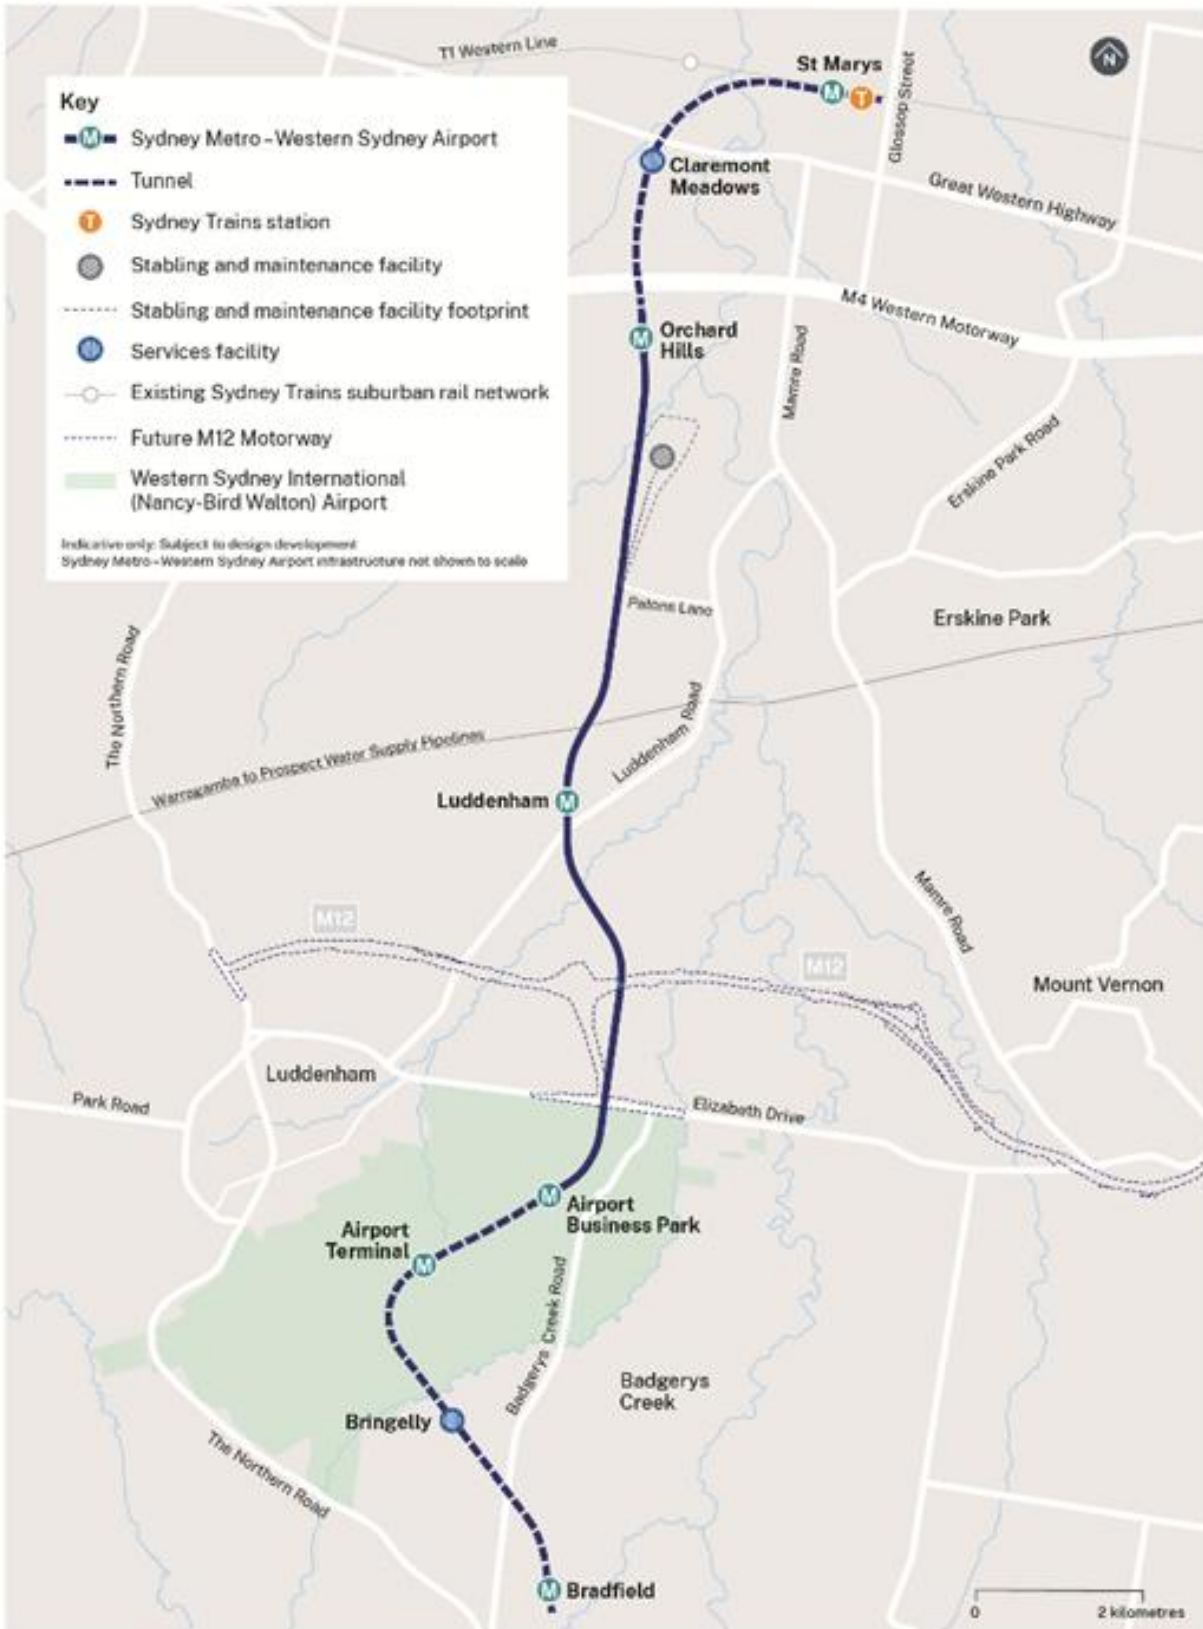 T1 Western Line
St Marys
M
T
N
Glossop Street
Key
M
Sydney Metro – Western Sydney Airport
Tunnel
T
Sydney Trains station
Stabling and maintenance facility
Stabling and maintenance facility footprint
Services facility
Existing Sydney Trains suburban rail network
Future M12 Motorway
Western Sydney International
(Nancy-Bird Walton) Airport
Indicative only: Subject to design development
Sydney Metro – Western Sydney Airport infrastructure not shown to scale
Claremont
Meadows
Great Western Highway
M4 Western Motorway
M
Orchard
Hills
Mamre Road
Erskine Park Road
Patons Lane
Erskine Park
The Northern Road
Luddenham Road
Warragamba to Prospect Water Supply Pipelines
Luddenham
M
Mamre Road
M12
M12
Mount Vernon
Luddenham
Park Road
Elizabeth Drive
M
Airport
Business Park
Airport
Terminal
M
Badgerys Creek Road
Badgerys
Creek
Bringelly
The Northern Road
M
Bradfield
0
2 kilometres